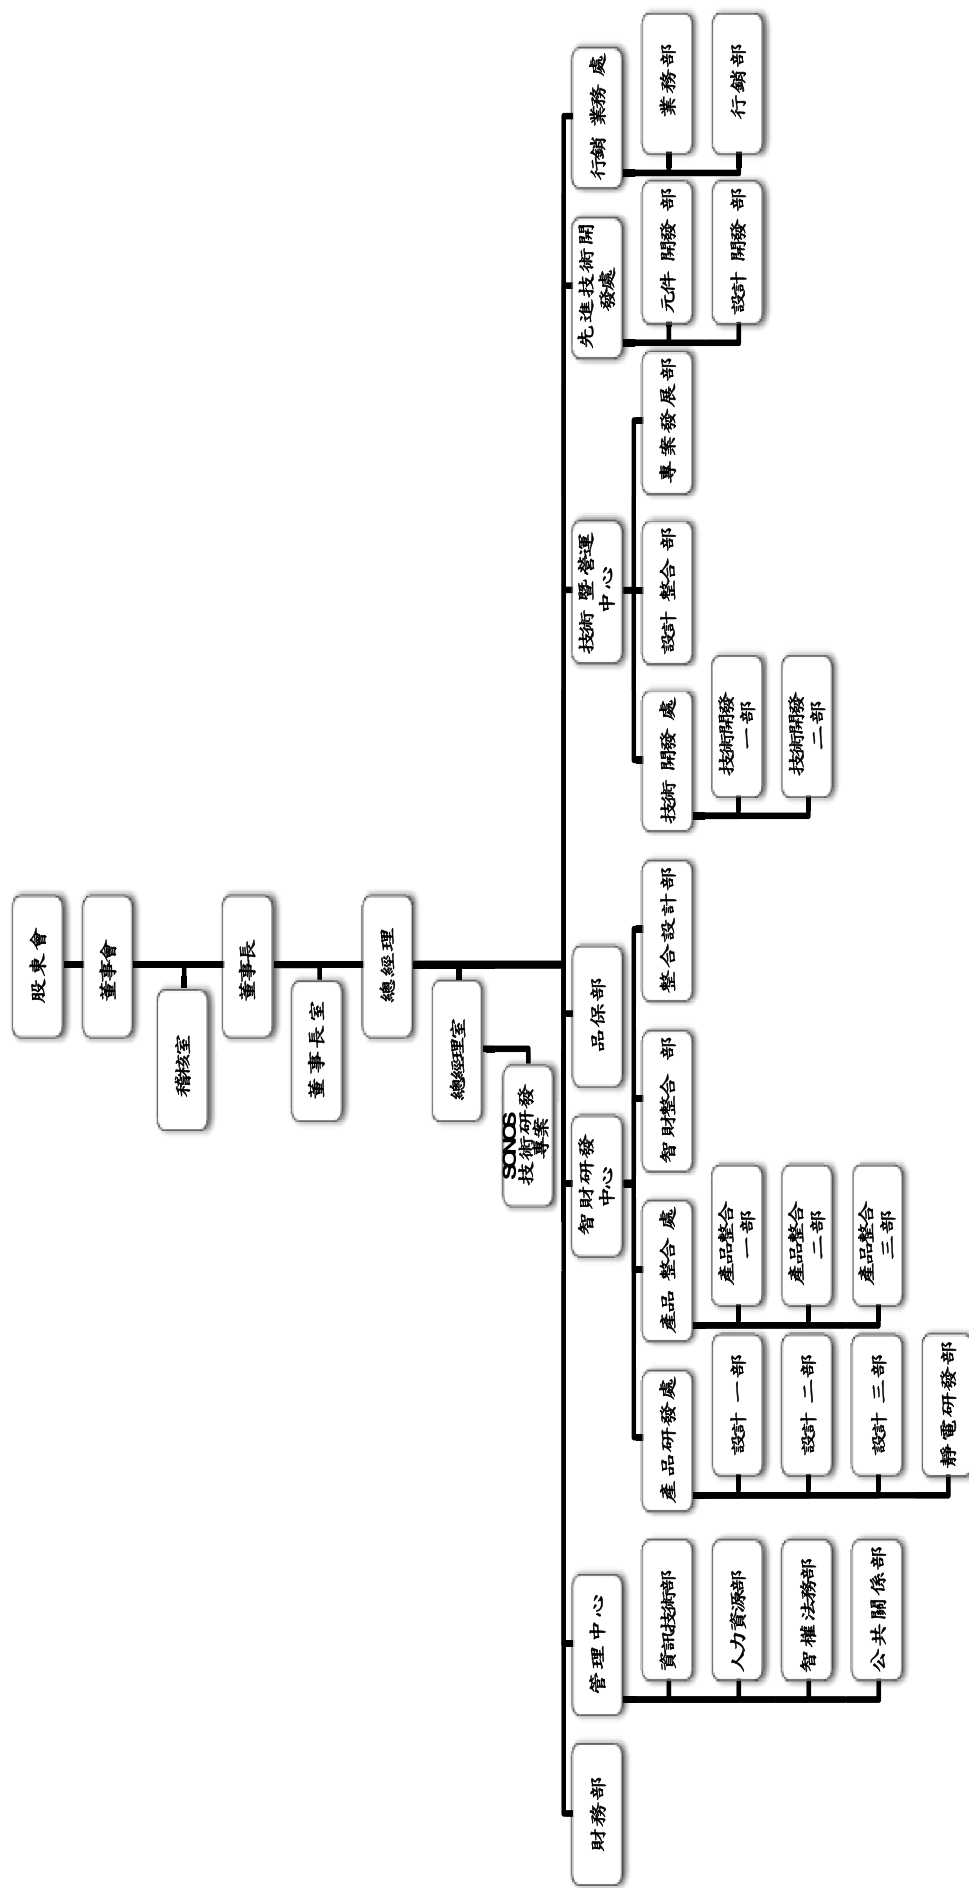 股東會
董事會
稽核室
董事長
董事長室
總經理
總經理室
SONOS
技術研發
專案
財務部
管理中心
資訊技術部
人力資源部
智權法務部
公共關係部
智財研發
中心
產品研發處
設計 一部
設計 二部
設計 三部
靜電研發部
產品 整合 處
產品整合
一部
產品整合
二部
產品整合
三部
智財整合 部
整合設計部
品保部
技術 暨營運
中心
技術 開發 處
技術開發
一部
技術開發
二部
設計 整合 部
專案發展部
先進技術開
發處
元件 開發 部
設計 開發 部
行銷 業務 處
業務部
行銷部